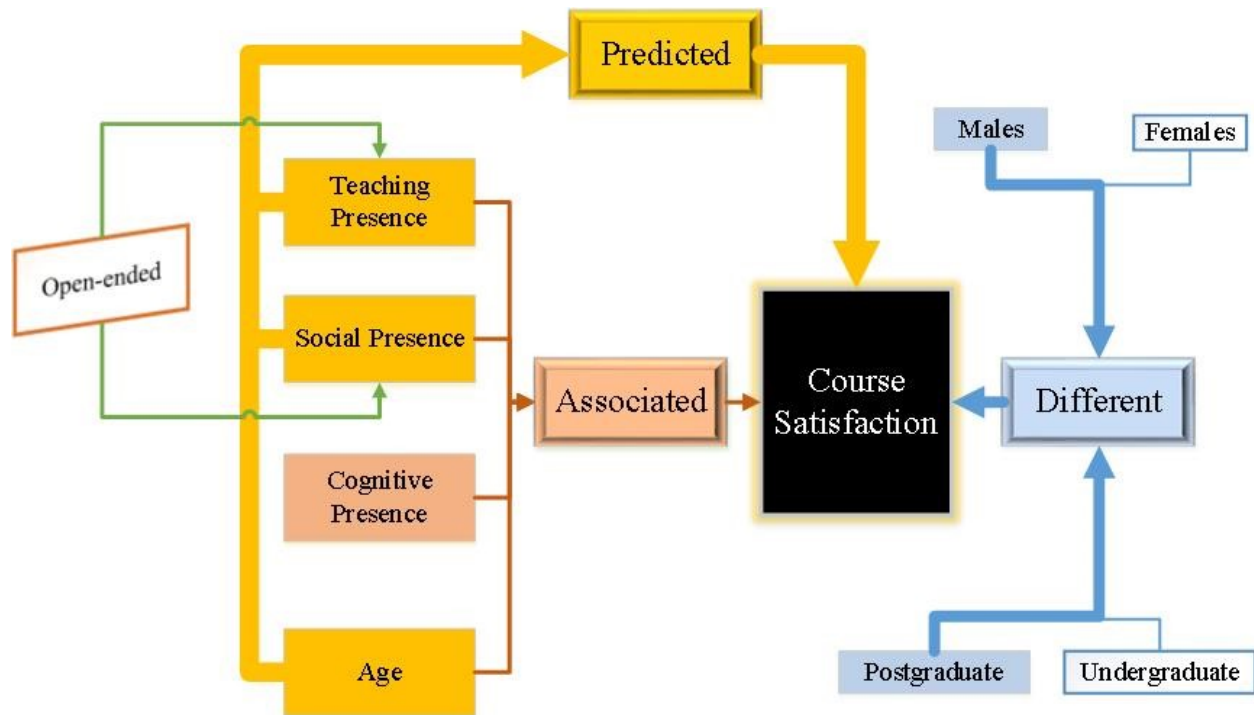 Predicted
Males
Females
Teaching
Presence
Open-ended
Social Presence
Associated
Course
Satisfaction
Different
Cognitive
Presence
Age
Postgraduate
Undergraduate